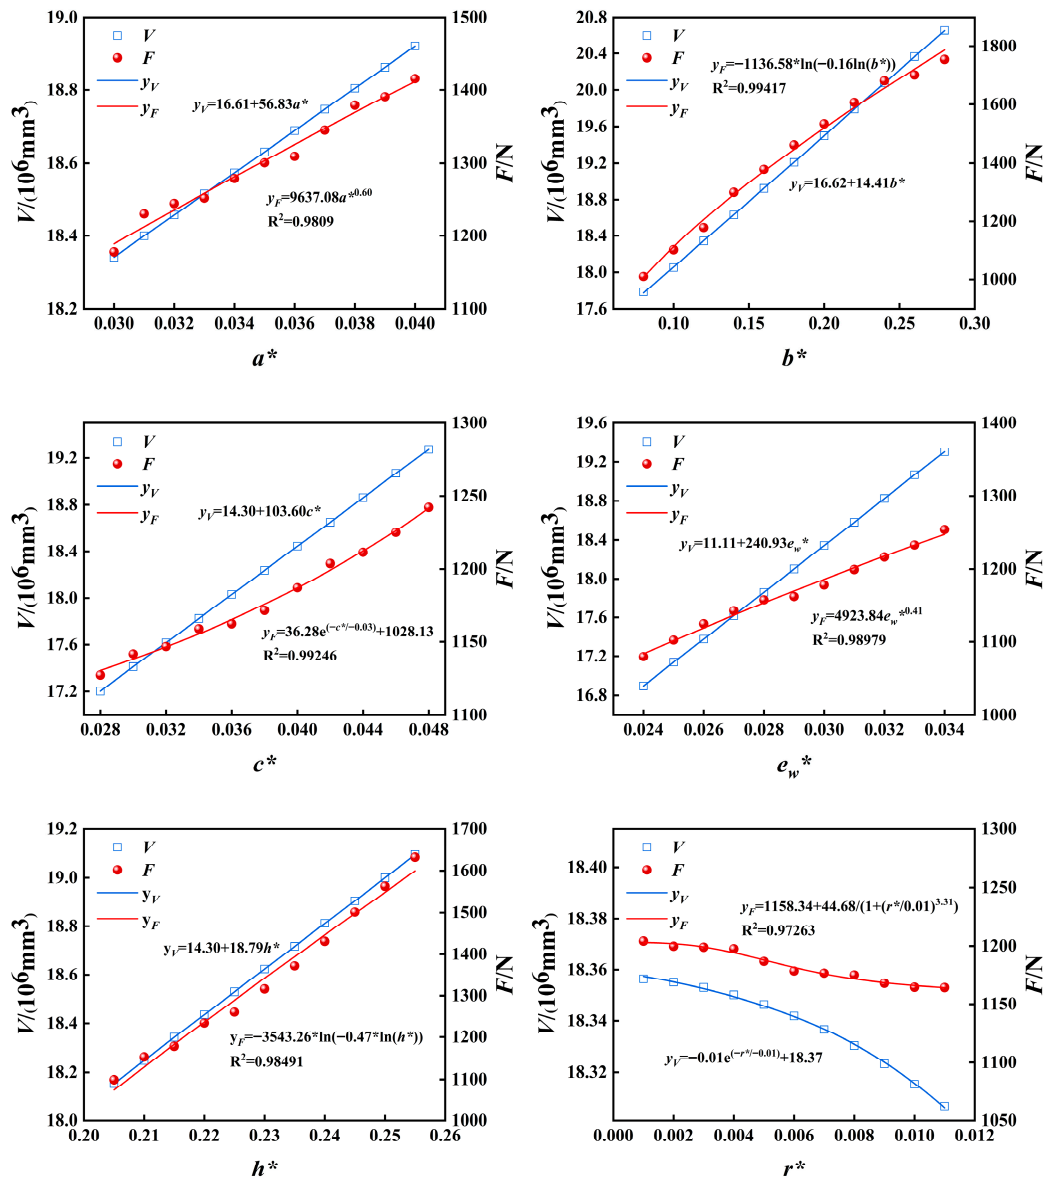 19.0
18.8
18.6
18.4
18.2
V/(10⁶mm3)
1500
1400
1300
1200
1100
F/N
V
F
y_V
y_F
y_V=16.61+56.83a*
y_F=9637.08a*^0.60
R²=0.9809
0.030 0.032 0.034 0.036 0.038 0.040
a*
20.8
20.4
20.0
19.6
19.2
18.8
18.4
18.0
17.6
V/(10⁶mm3)
1800
1600
1400
1200
1000
F/N
V
F
y_V
y_F
y_F=−1136.58*ln(−0.16ln(b*))
R²=0.99417
y_V=16.62+14.41b*
0.10 0.15 0.20 0.25 0.30
b*
19.2
18.8
18.4
18.0
17.6
17.2
V/(10⁶mm3)
1300
1250
1200
1150
1100
F/N
V
F
y_V
y_F
y_V=14.30+103.60c*
y_F=36.28e^(−c*/−0.03)+1028.13
R²=0.99246
0.028 0.032 0.036 0.040 0.044 0.048
c*
19.6
19.2
18.8
18.4
18.0
17.6
17.2
16.8
V/(10⁶mm3)
1400
1300
1200
1100
1000
F/N
V
F
y_V
y_F
y_V=11.11+240.93e_w*
y_F=4923.84e_w*^0.41
R²=0.98979
0.024 0.026 0.028 0.030 0.032 0.034
e_w*
19.2
19.0
18.8
18.6
18.4
18.2
18.0
V/(10⁶mm3)
1700
1600
1500
1400
1300
1200
1100
1000
F/N
V
F
y_V
y_F
y_V=14.30+18.79h*
y_F=−3543.26*ln(−0.47*ln(h*))
R²=0.98491
0.20 0.21 0.22 0.23 0.24 0.25 0.26
h*
18.40
18.38
18.36
18.34
18.32
V/(10⁶mm3)
1300
1250
1200
1150
1100
1050
F/N
V
F
y_V
y_F
y_F=1158.34+44.68/(1+(r*/0.01)^3.31)
R²=0.97263
y_V=−0.01e^(−r*/−0.01)+18.37
0.000 0.002 0.004 0.006 0.008 0.010 0.012
r*